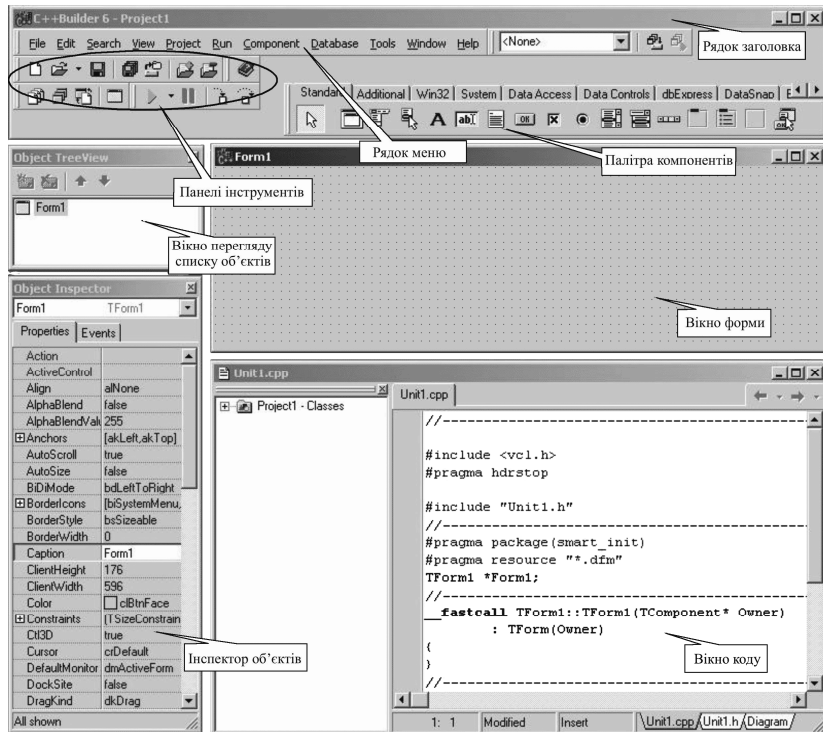 C++Builder 6 - Project1
File Edit Search View Project Run Component Database Tools Window Help
<None>
Рядок заголовка
Standard Additional Win32 System Data Access Data Controls dbExpress DataSnap
Рядок меню
Палітра компонентів
Панелі інструментів
Object TreeView
Form1
Вікно перегляду
списку об’єктів
Form1
Вікно форми
Object Inspector
Form1 TForm1
Properties Events
Action
ActiveControl
Align alNone
AlphaBlend false
AlphaBlendValu 255
Anchors [akLeft,akTop]
AutoScroll true
AutoSize false
BiDiMode bdLeftToRight
BorderIcons [biSystemMenu,
BorderStyle bsSizeable
BorderWidth 0
Caption Form1
ClientHeight 176
ClientWidth 596
Color clBtnFace
Constraints (TSizeConstrain
Ctl3D true
Cursor crDefault
DefaultMonitor dmActiveForm
DockSite false
DragKind dkDrag
All shown
Інспектор об’єктів
Unit1.cpp
Project1 - Classes
Unit1.cpp
//----------------------------------------
#include <vcl.h>
#pragma hdrstop
#include "Unit1.h"
//----------------------------------------
#pragma package(smart_init)
#pragma resource "*.dfm"
TForm1 *Form1;
//----------------------------------------
__fastcall TForm1::TForm1(TComponent* Owner)
: TForm(Owner)
{
}
//----------------------------------------
Вікно коду
1: 1 Modified Insert Unit1.cpp Unit1.h Diagram